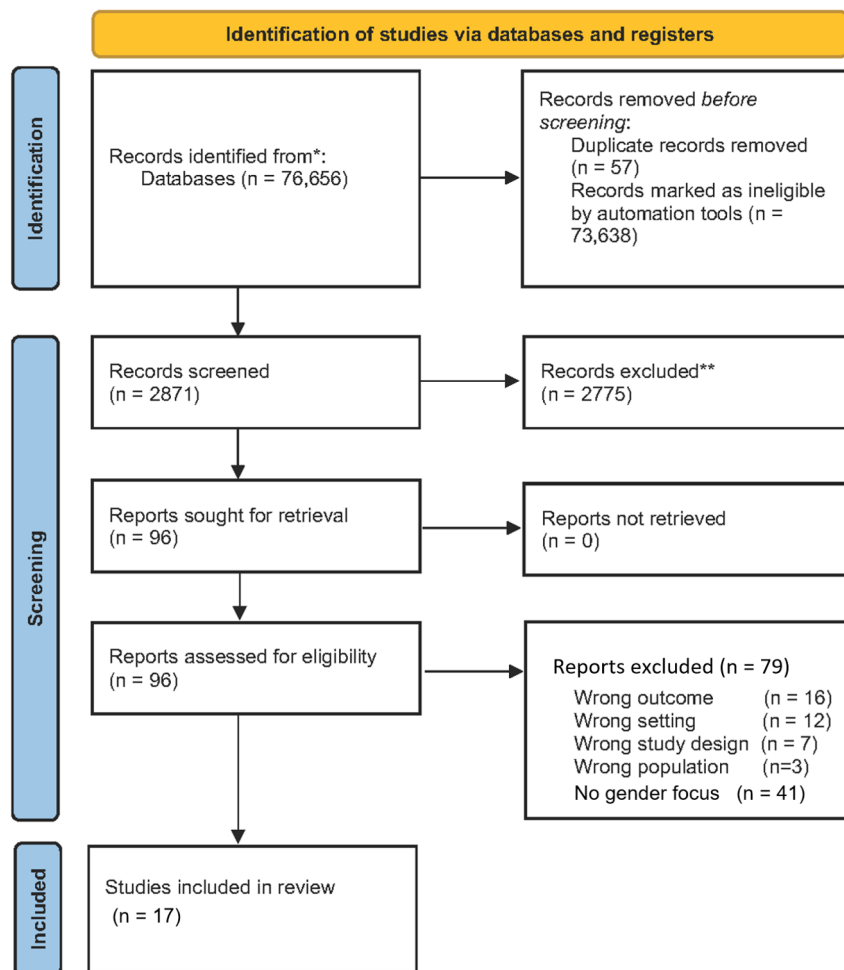 Identification of studies via databases and registers
Identification
Records identified from*:
Databases (n = 76,656)
Records removed before
screening:
Duplicate records removed
(n = 57)
Records marked as ineligible
by automation tools (n =
73,638)
Screening
Records screened
(n = 2871)
Records excluded**
(n = 2775)
Reports sought for retrieval
(n = 96)
Reports not retrieved
(n = 0)
Reports assessed for eligibility
(n = 96)
Reports excluded (n = 79)
Wrong outcome (n = 16)
Wrong setting (n = 12)
Wrong study design (n = 7)
Wrong population (n=3)
No gender focus (n = 41)
Included
Studies included in review
(n = 17)